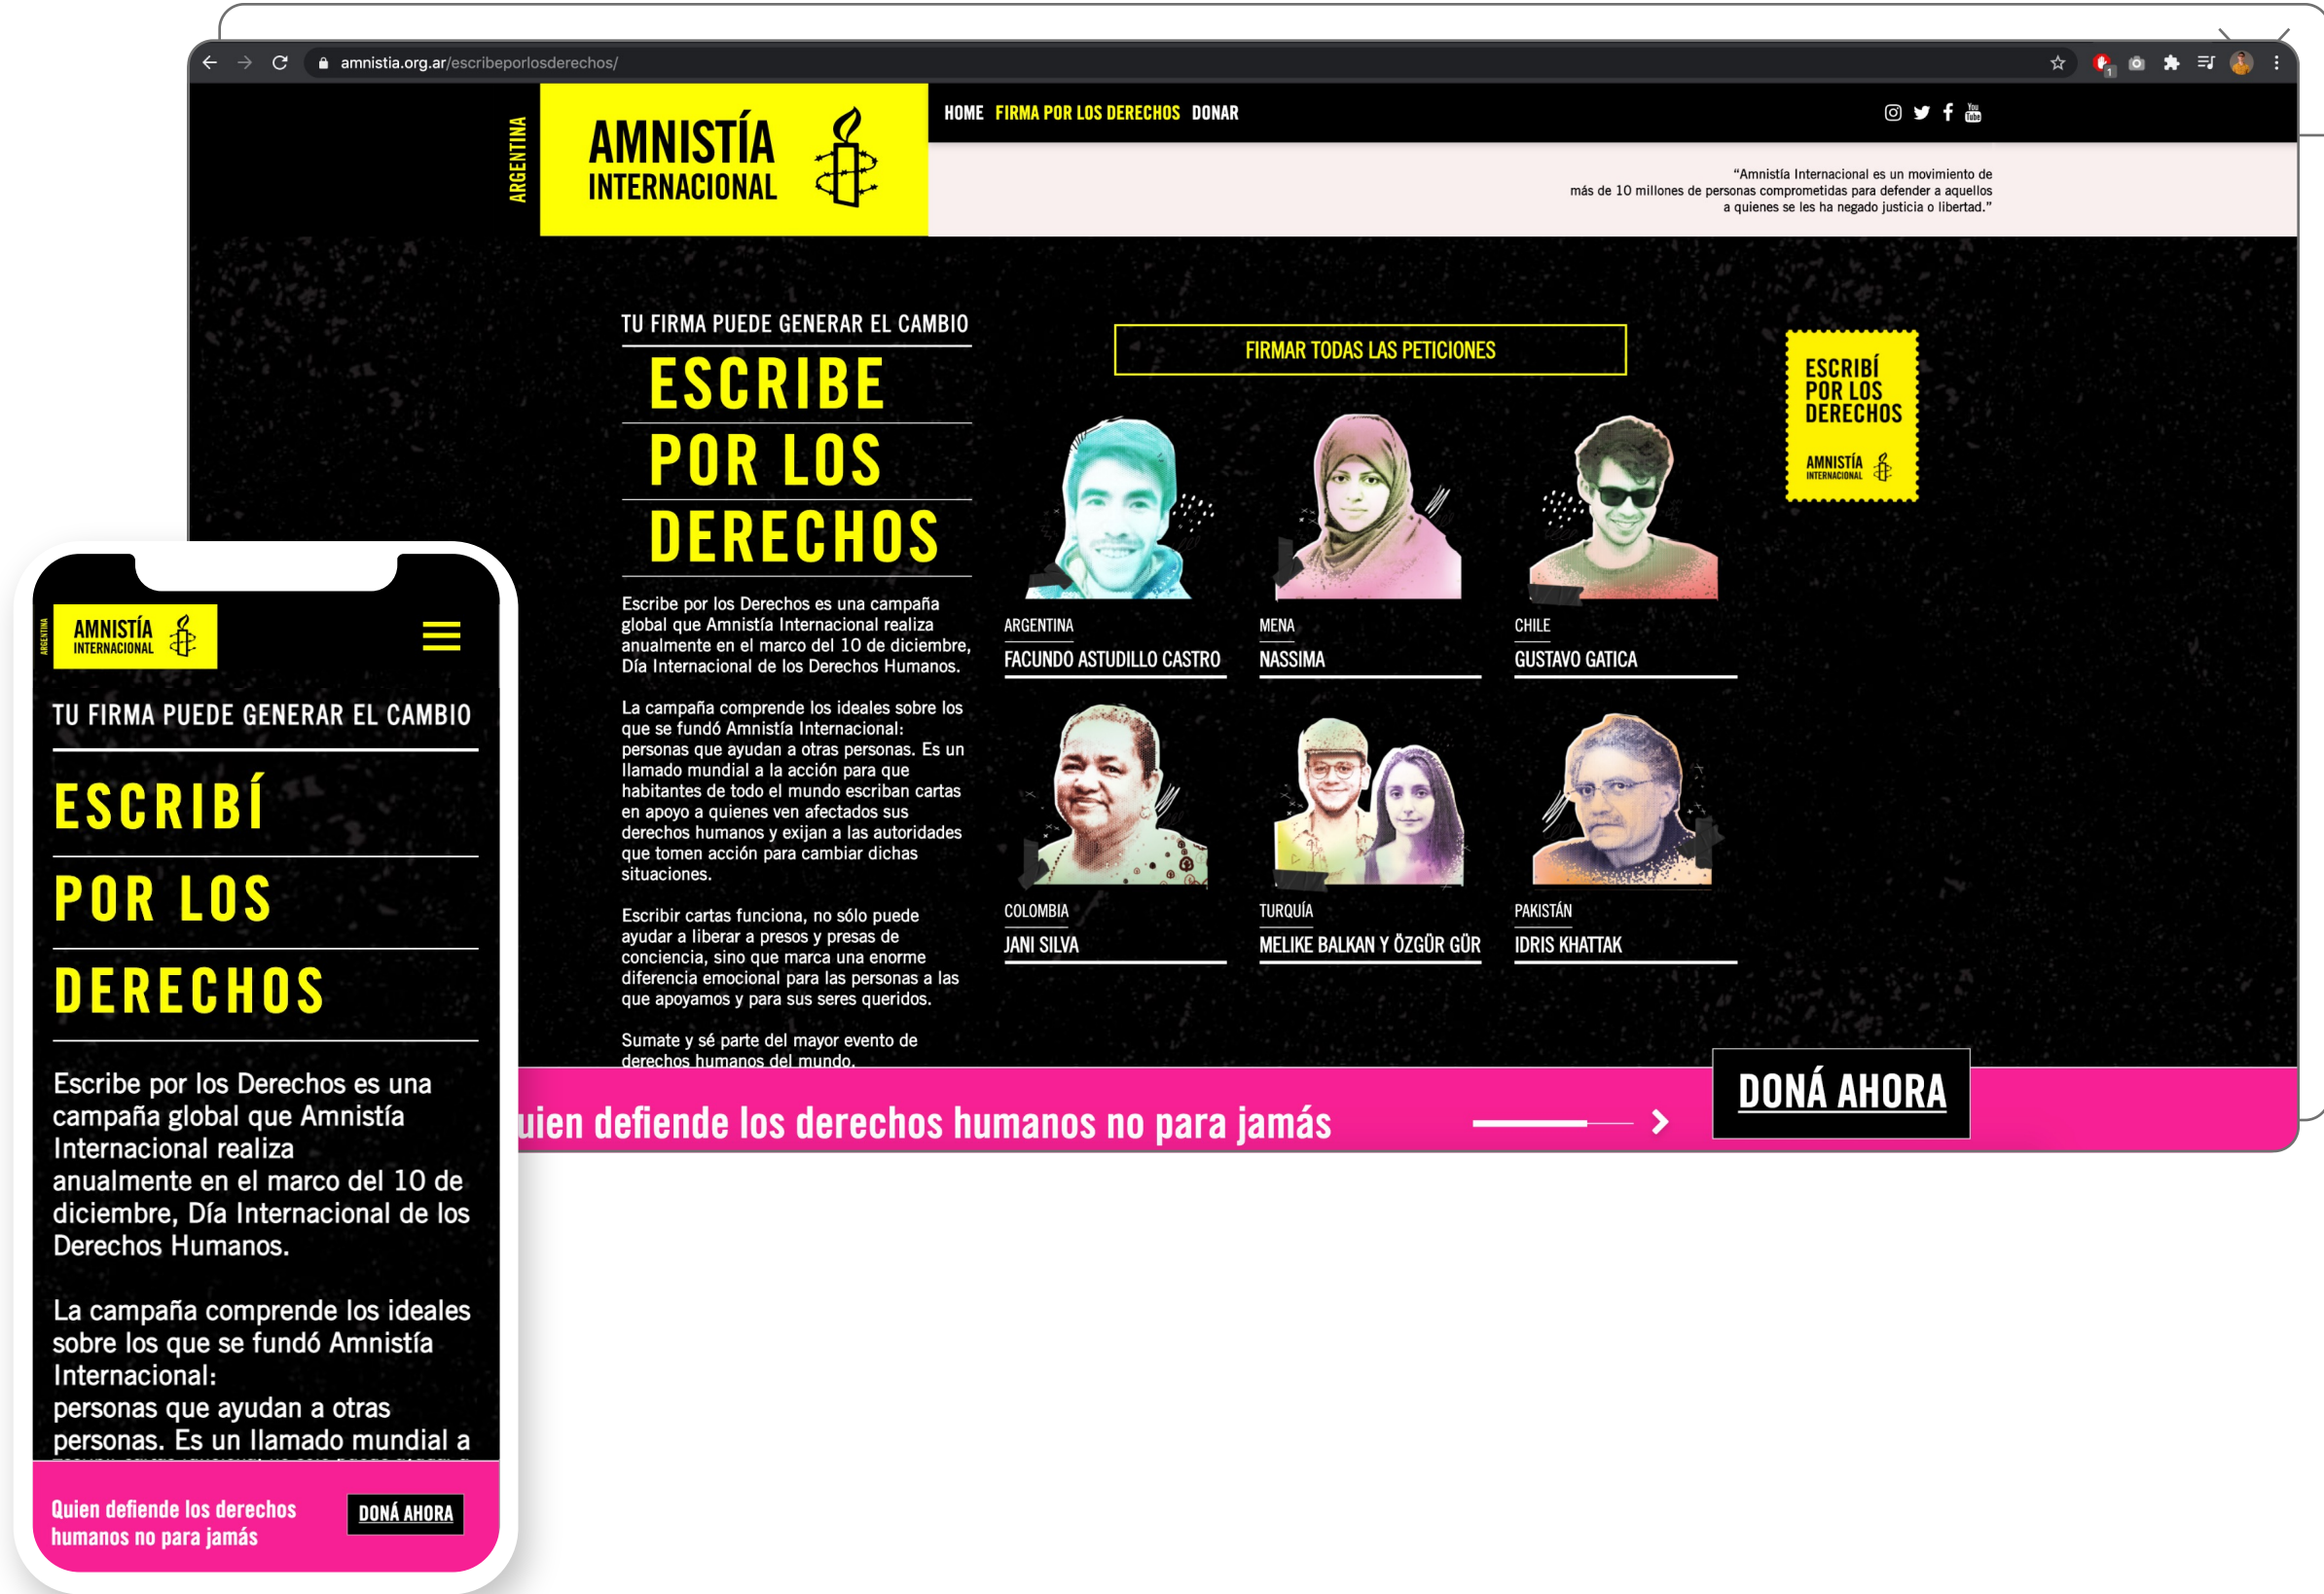 amnistia.org.ar/escribeporlosderechos/
1
ARGENTINA
AMNISTÍA
INTERNACIONAL
HOME FIRMA POR LOS DERECHOS DONAR
You
Tube
“Amnistía Internacional es un movimiento de
más de 10 millones de personas comprometidas para defender a aquellos
a quienes se les ha negado justicia o libertad.”
TU FIRMA PUEDE GENERAR EL CAMBIO
ESCRIBE
POR LOS
DERECHOS
Escribe por los Derechos es una campaña
global que Amnistía Internacional realiza
anualmente en el marco del 10 de diciembre,
Día Internacional de los Derechos Humanos.
La campaña comprende los ideales sobre los
que se fundó Amnistía Internacional:
personas que ayudan a otras personas. Es un
llamado mundial a la acción para que
habitantes de todo el mundo escriban cartas
en apoyo a quienes ven afectados sus
derechos humanos y exijan a las autoridades
que tomen acción para cambiar dichas
situaciones.
Escribir cartas funciona, no sólo puede
ayudar a liberar a presos y presas de
conciencia, sino que marca una enorme
diferencia emocional para las personas a las
que apoyamos y para sus seres queridos.
Sumate y sé parte del mayor evento de
derechos humanos del mundo.
FIRMAR TODAS LAS PETICIONES
ARGENTINA
FACUNDO ASTUDILLO CASTRO
MENA
NASSIMA
CHILE
GUSTAVO GATICA
COLOMBIA
JANI SILVA
TURQUÍA
MELIKE BALKAN Y ÖZGÜR GÜR
PAKISTÁN
IDRIS KHATTAK
ESCRIBÍ
POR LOS
DERECHOS
AMNISTÍA
INTERNACIONAL
uien defiende los derechos humanos no para jamás
DONÁ AHORA
ARGENTINA
AMNISTÍA
INTERNACIONAL
TU FIRMA PUEDE GENERAR EL CAMBIO
ESCRIBÍ
POR LOS
DERECHOS
Escribe por los Derechos es una
campaña global que Amnistía
Internacional realiza
anualmente en el marco del 10 de
diciembre, Día Internacional de los
Derechos Humanos.
La campaña comprende los ideales
sobre los que se fundó Amnistía
Internacional:
personas que ayudan a otras
personas. Es un llamado mundial a
Quien defiende los derechos
humanos no para jamás
DONÁ AHORA